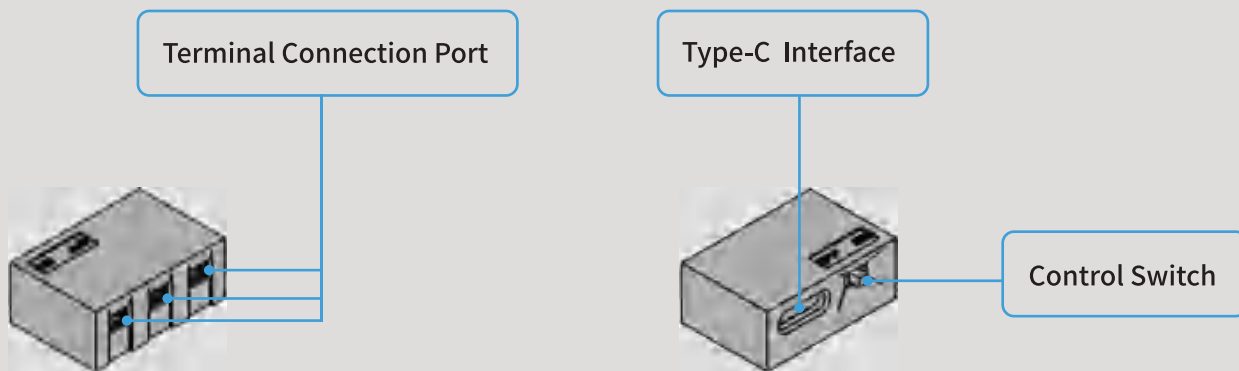 Terminal Connection Port
Type-C Interface
Control Switch